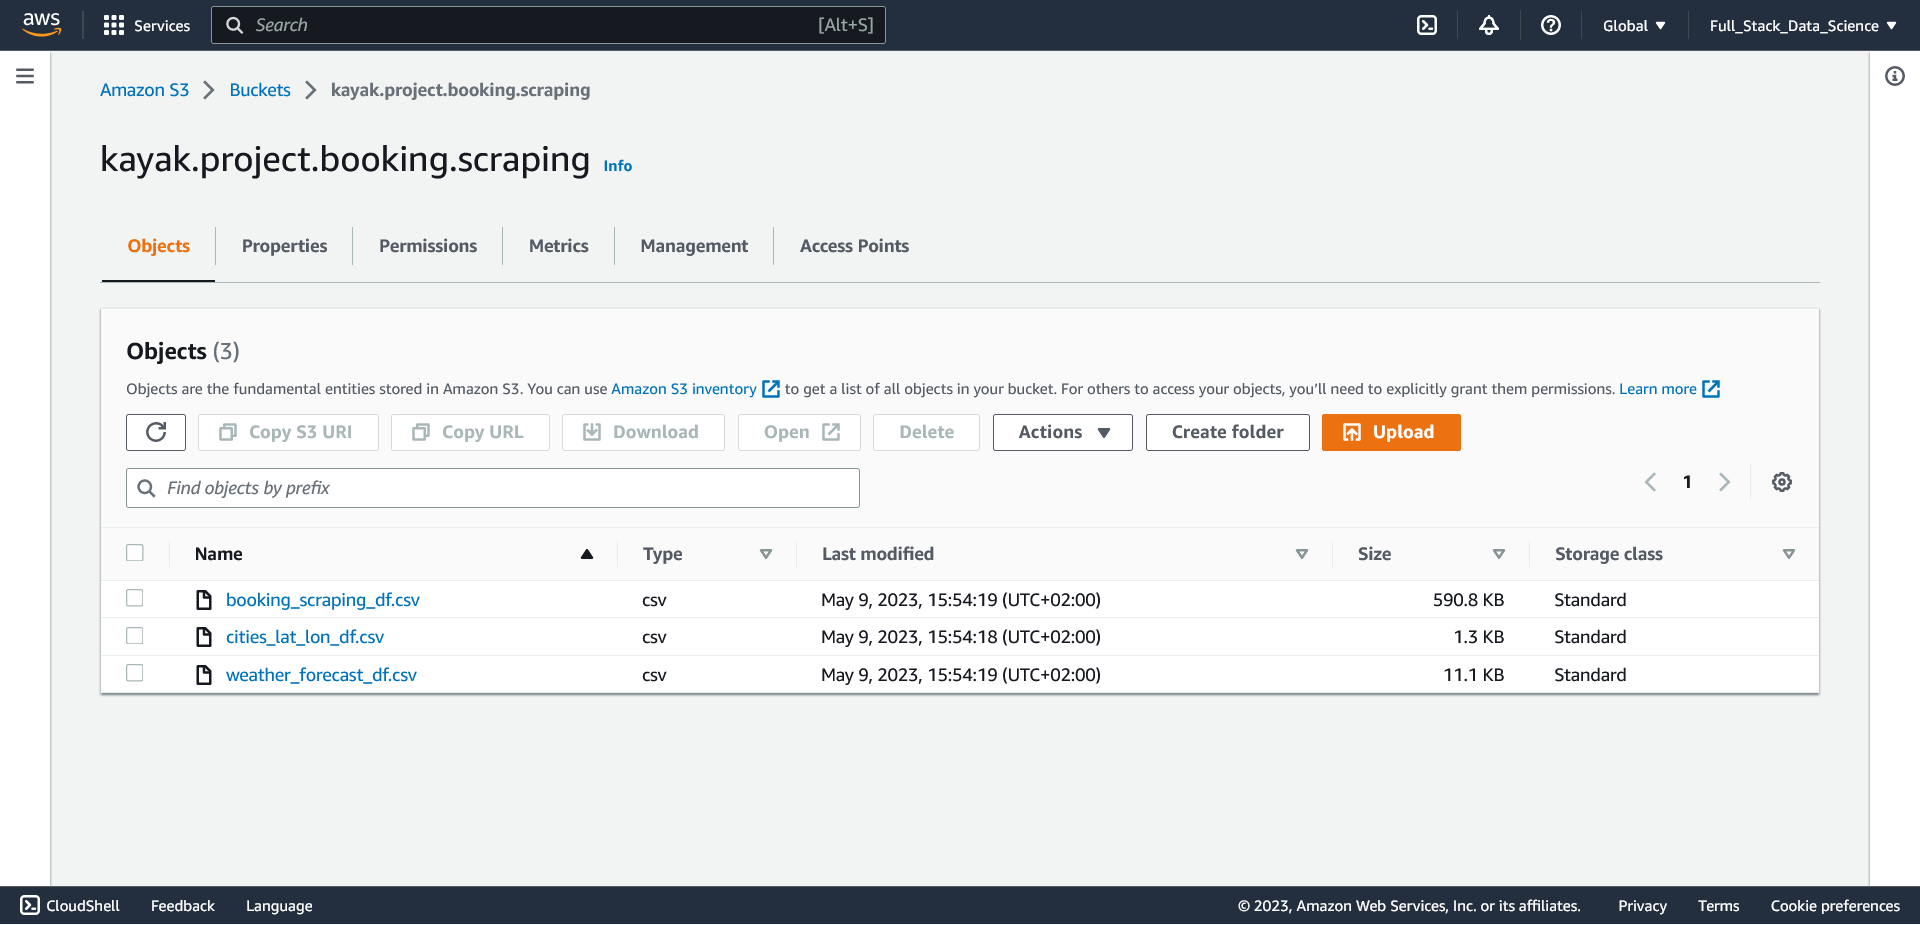 aws Services Search [Alt+S] Global Full_Stack_Data_Science
Amazon S3 Buckets kayak.project.booking.scraping
kayak.project.booking.scraping Info
Objects Properties Permissions Metrics Management Access Points
Objects (3)
Objects are the fundamental entities stored in Amazon S3. You can use Amazon S3 inventory to get a list of all objects in your bucket. For others to access your objects, you'll need to explicitly grant them permissions. Learn more
Copy S3 URI Copy URL Download Open Delete Actions Create folder Upload
Find objects by prefix 1
Name Type Last modified Size Storage class
booking_scraping_df.csv csv May 9, 2023, 15:54:19 (UTC+02:00) 590.8 KB Standard
cities_lat_lon_df.csv csv May 9, 2023, 15:54:18 (UTC+02:00) 1.3 KB Standard
weather_forecast_df.csv csv May 9, 2023, 15:54:19 (UTC+02:00) 11.1 KB Standard
CloudShell Feedback Language © 2023, Amazon Web Services, Inc. or its affiliates. Privacy Terms Cookie preferences